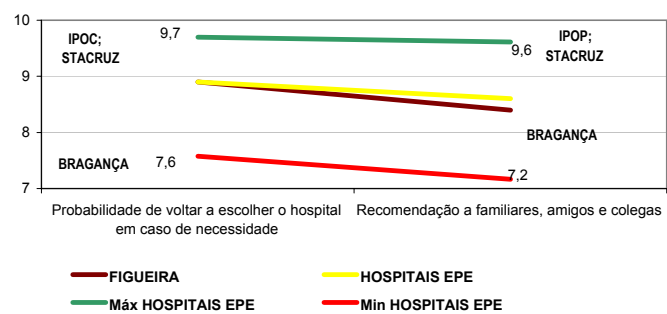 10
IPOC;
STACRUZ
9,7
IPOP;
STACRUZ
9,6
9
8
BRAGANÇA
BRAGANÇA
7,6
7,2
7
Probabilidade de voltar a escolher o hospital
em caso de necessidade
Recomendação a familiares, amigos e colegas
FIGUEIRA
HOSPITAIS EPE
Máx HOSPITAIS EPE
Min HOSPITAIS EPE